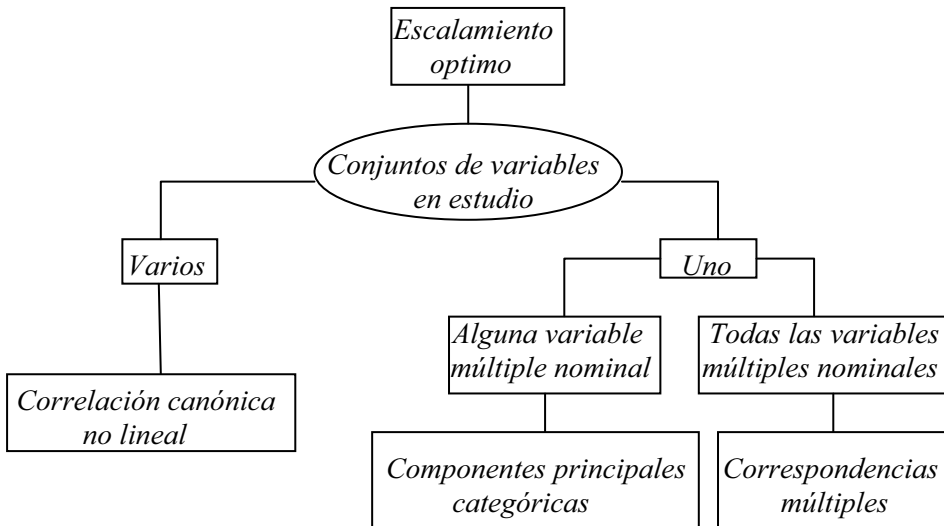 Escalamiento
optimo
Conjuntos de variables
en estudio
Varios
Uno
Alguna variable
múltiple nominal
Todas las variables
múltiples nominales
Correlación canónica
no lineal
Componentes principales
categóricas
Correspondencias
múltiples